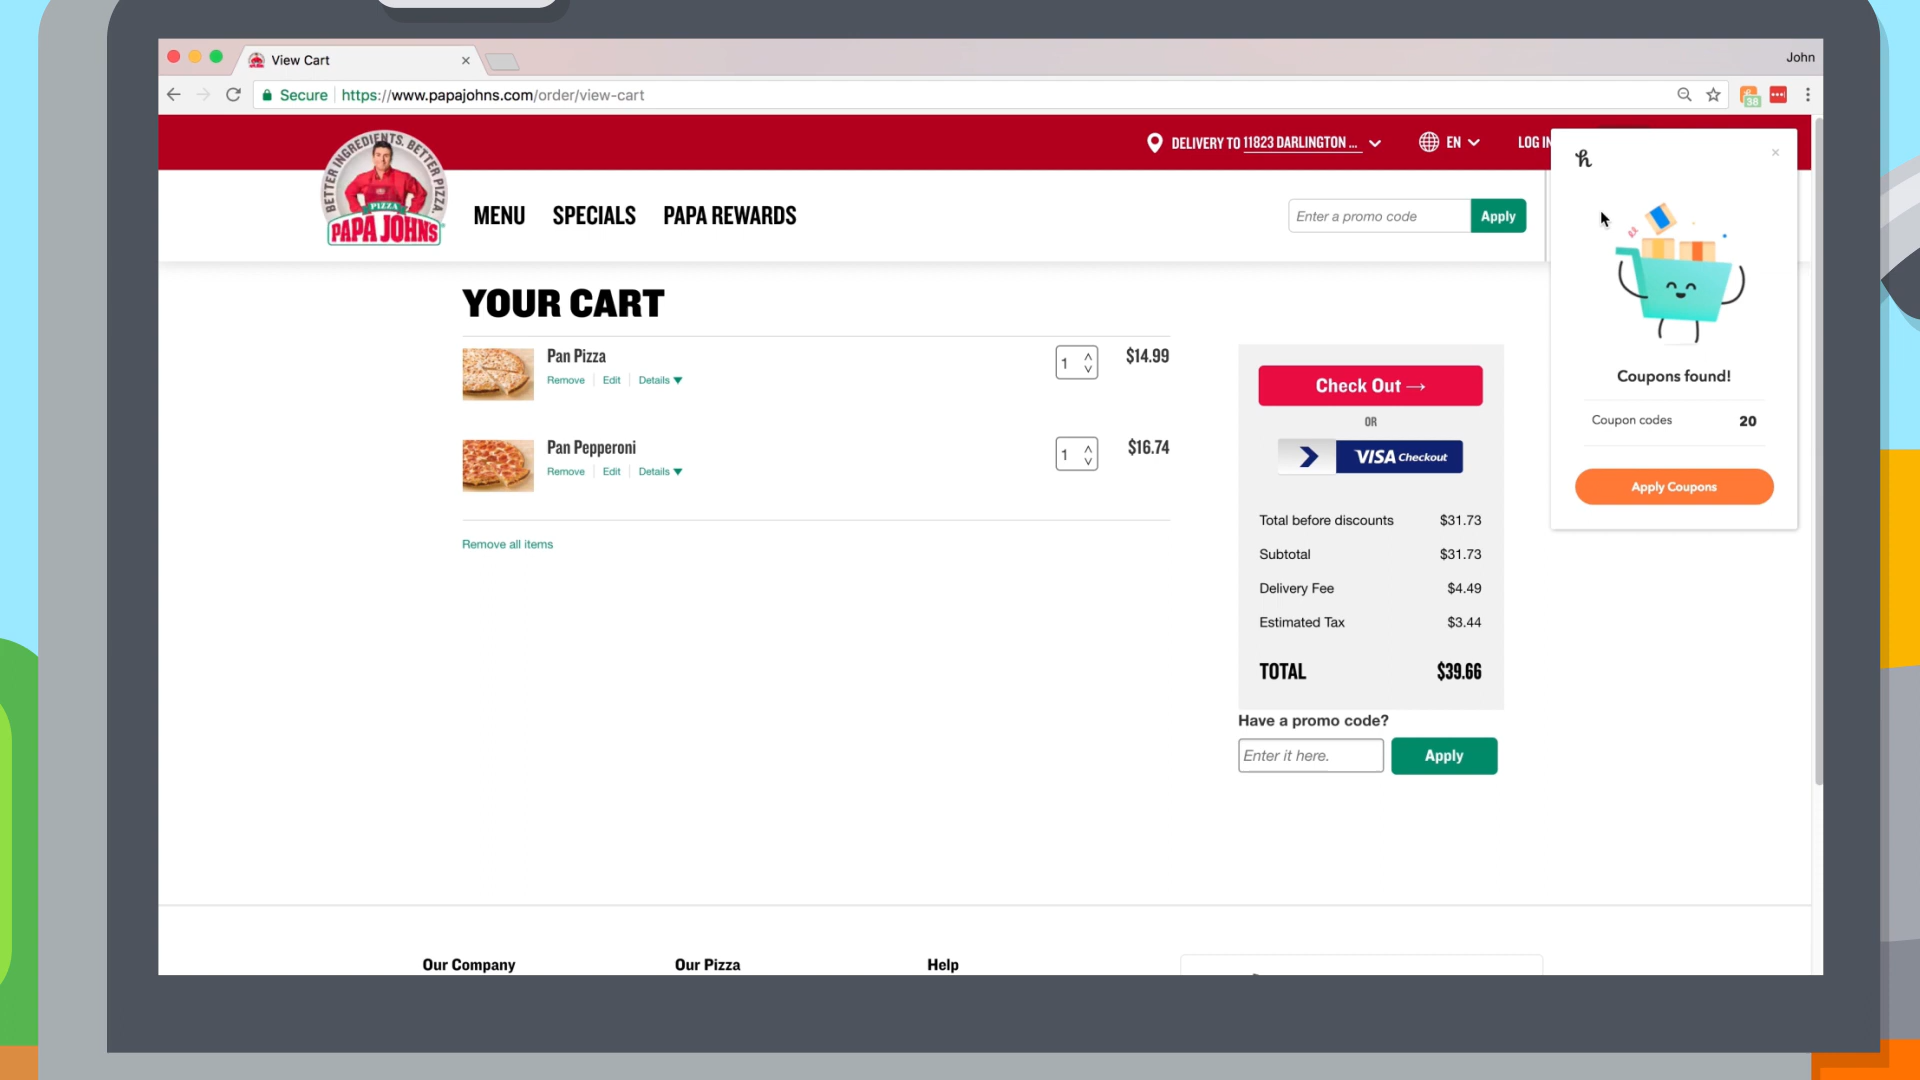 View Cart
John
Secure https://www.papajohns.com/order/view-cart
38
DELIVERY TO 11823 DARLINGTON ...
EN
LOG IN
BETTER INGREDIENTS. BETTER PIZZA.
PIZZA
PAPA JOHNS
MENU
SPECIALS
PAPA REWARDS
Enter a promo code
Apply
h
Coupons found!
Coupon codes 20
Apply Coupons
YOUR CART
Pan Pizza
1
$14.99
Remove Edit Details
Pan Pepperoni
1
$16.74
Remove Edit Details
Remove all items
Check Out →
OR
VISA Checkout
Total before discounts $31.73
Subtotal $31.73
Delivery Fee $4.49
Estimated Tax $3.44
TOTAL $39.66
Have a promo code?
Enter it here.
Apply
Our Company
Our Pizza
Help